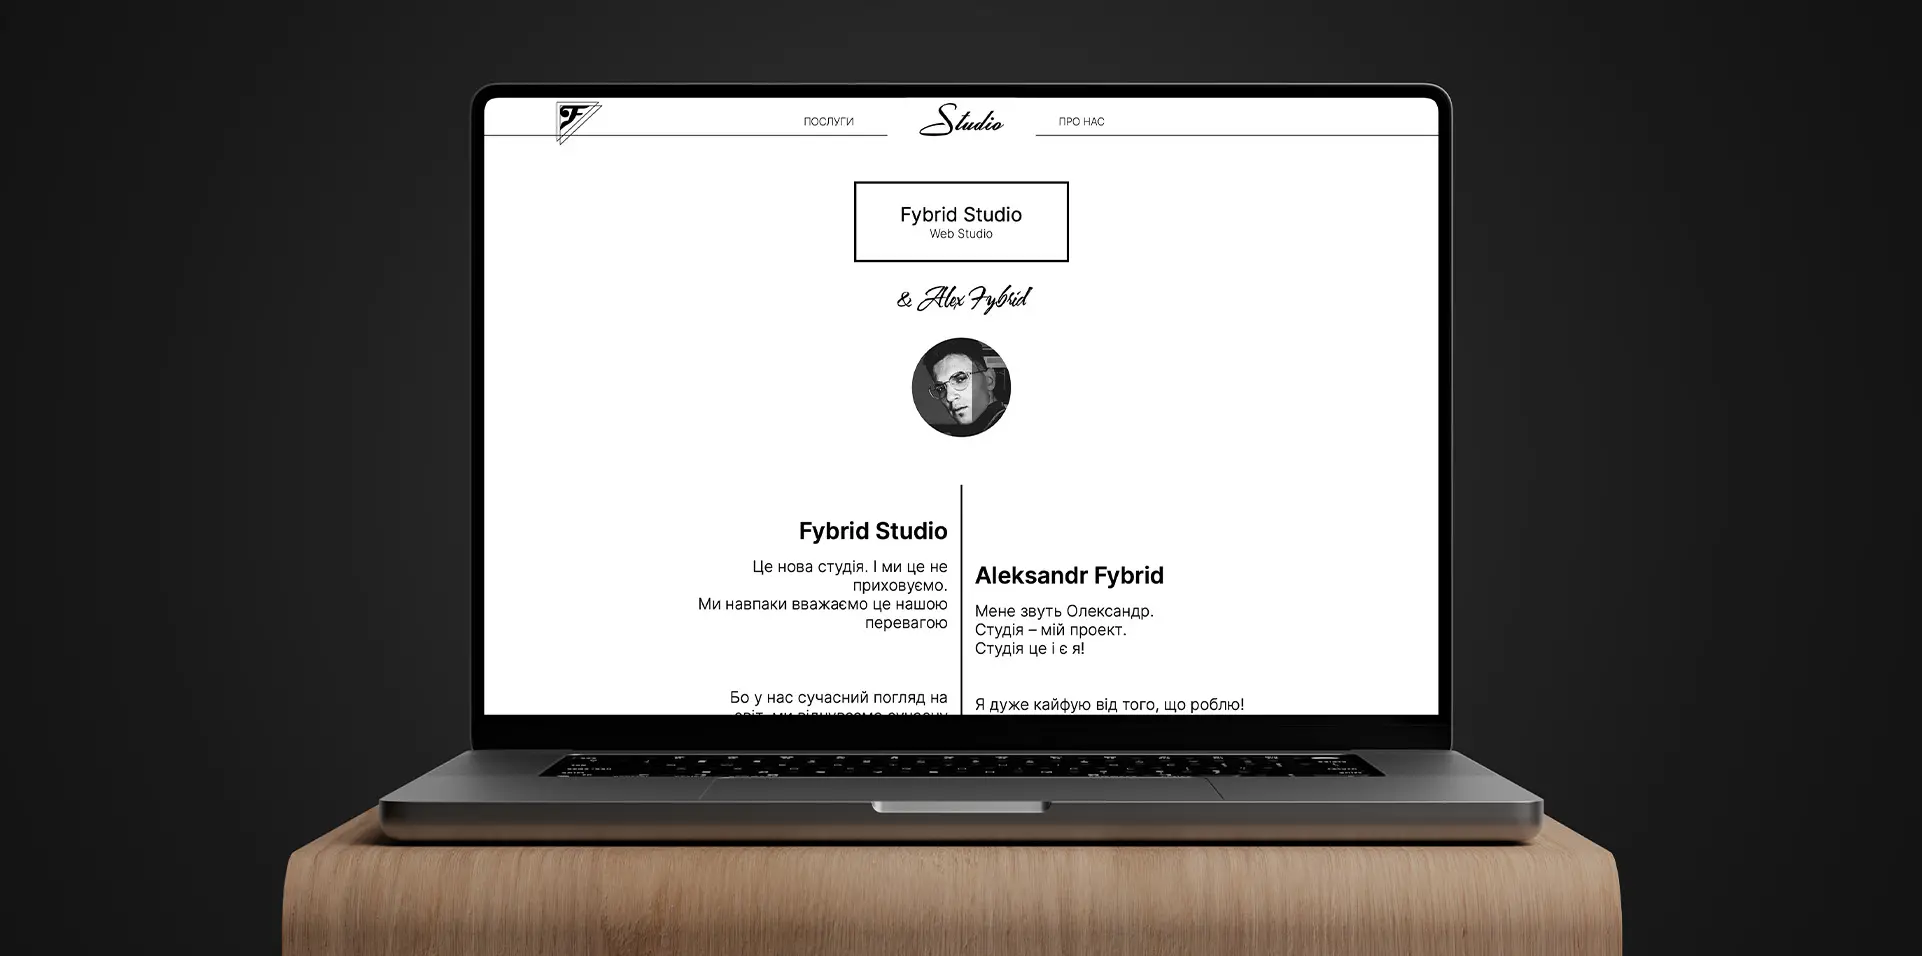 ПОСЛУГИ
Studio
ПРО НАС
Fybrid Studio
Web Studio
& Alex Fybrid
Fybrid Studio
Це нова студія. І ми це не
приховуємо.
Ми навпаки вважаємо це нашою
перевагою
Бо у нас сучасний погляд на
Aleksandr Fybrid
Мене звуть Олександр.
Студія – мій проект.
Студія це і є я!
Я дуже кайфую від того, що роблю!